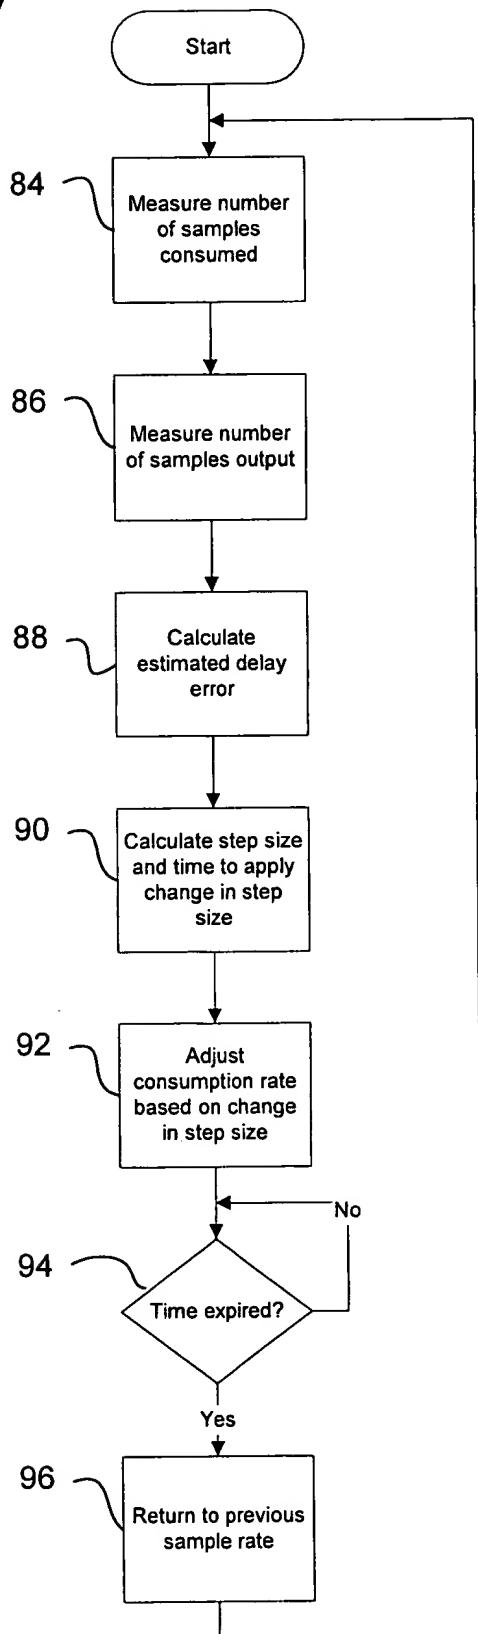 Start
84
Measure number
of samples
consumed
86
Measure number
of samples output
88
Calculate
estimated delay
error
90
Calculate step size
and time to apply
change in step
size
92
Adjust
consumption rate
based on change
in step size
No
94
Time expired?
Yes
96
Return to previous
sample rate